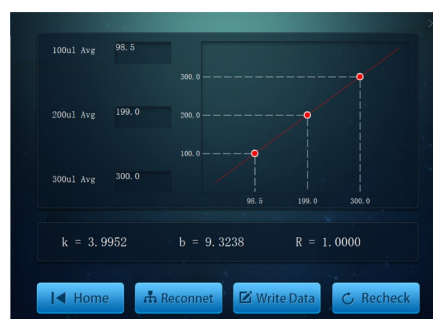 100ul Avg 98.5
300.0
200ul Avg 199.0 200.0
100.0
300ul Avg 300.0
98.5 199.0 300.0
k = 3.9952 b = 9.3238 R = 1.0000
Home Reconnet Write Data Recheck